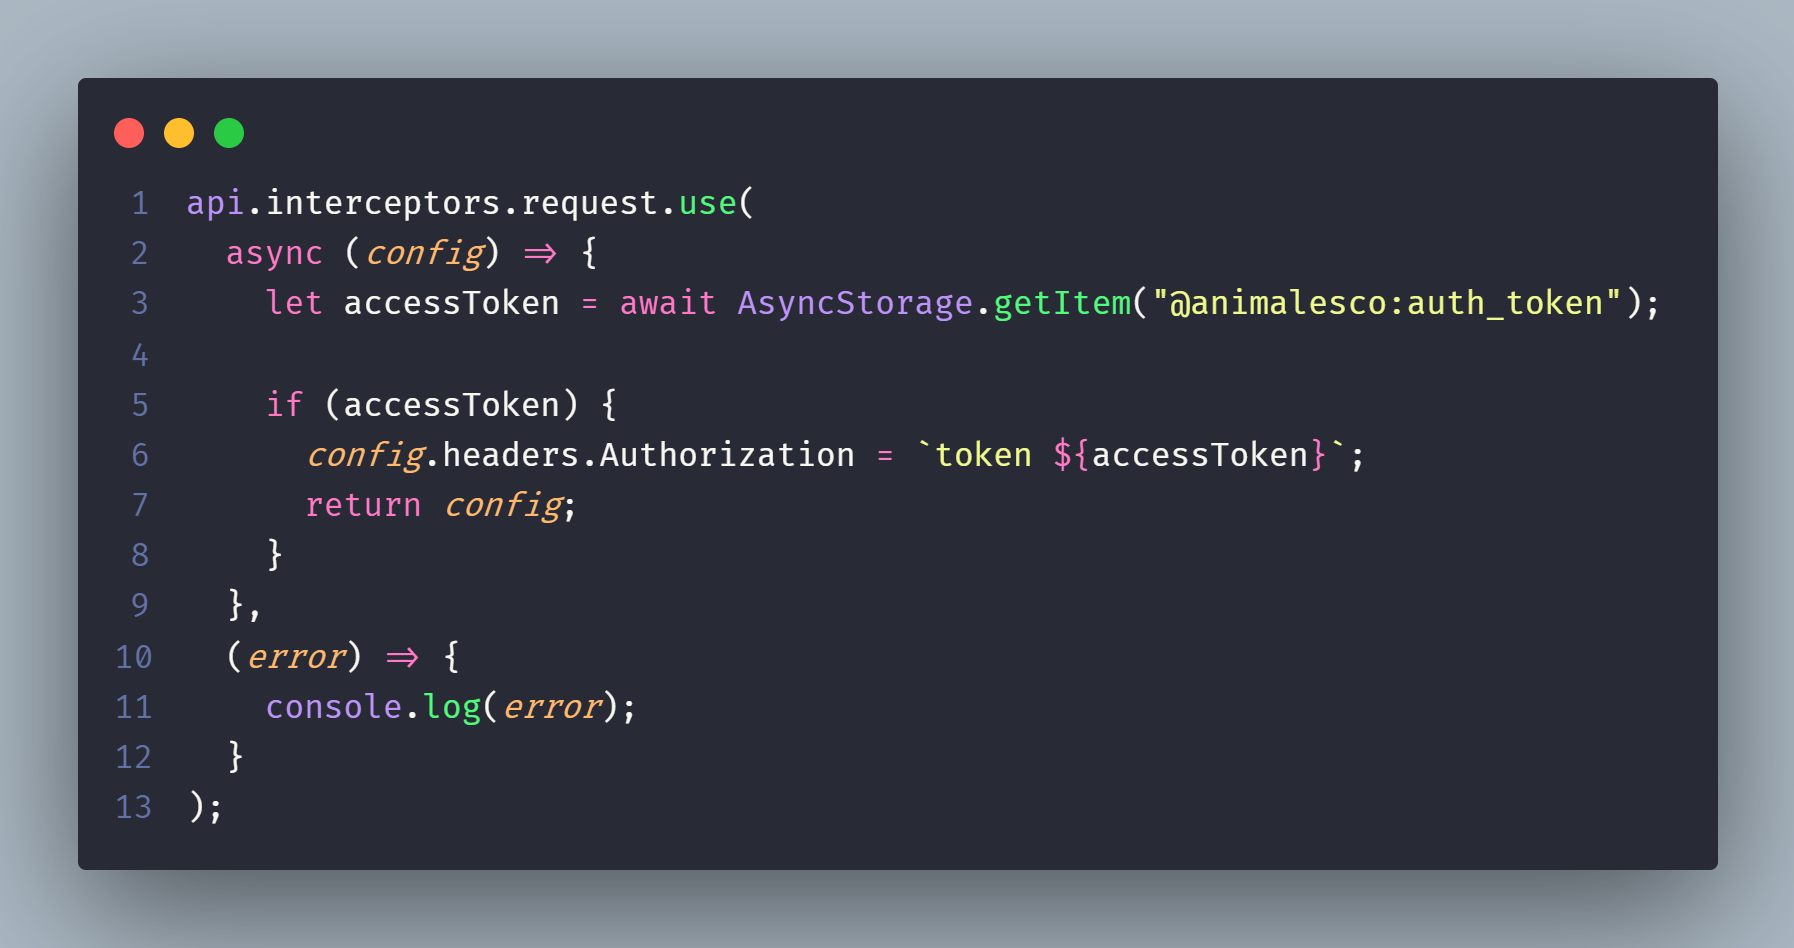 1 api.interceptors.request.use(
2 async (config) => {
3 let accessToken = await AsyncStorage.getItem("@animalesco:auth_token");
4
5 if (accessToken) {
6 config.headers.Authorization = `token ${accessToken}`;
7 return config;
8 }
9 },
10 (error) => {
11 console.log(error);
12 }
13 );